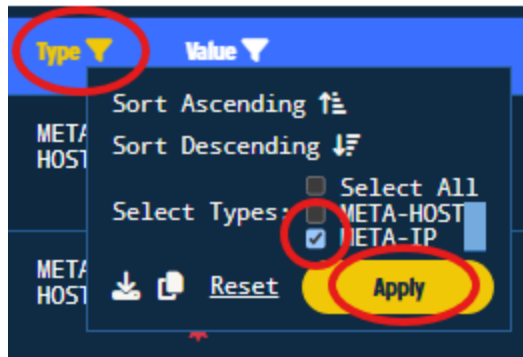 Type Value
Sort Ascending
META-
HOST
Sort Descending
Select All
Select Types: META-HOST
META-IP
META-
HOST
Reset Apply